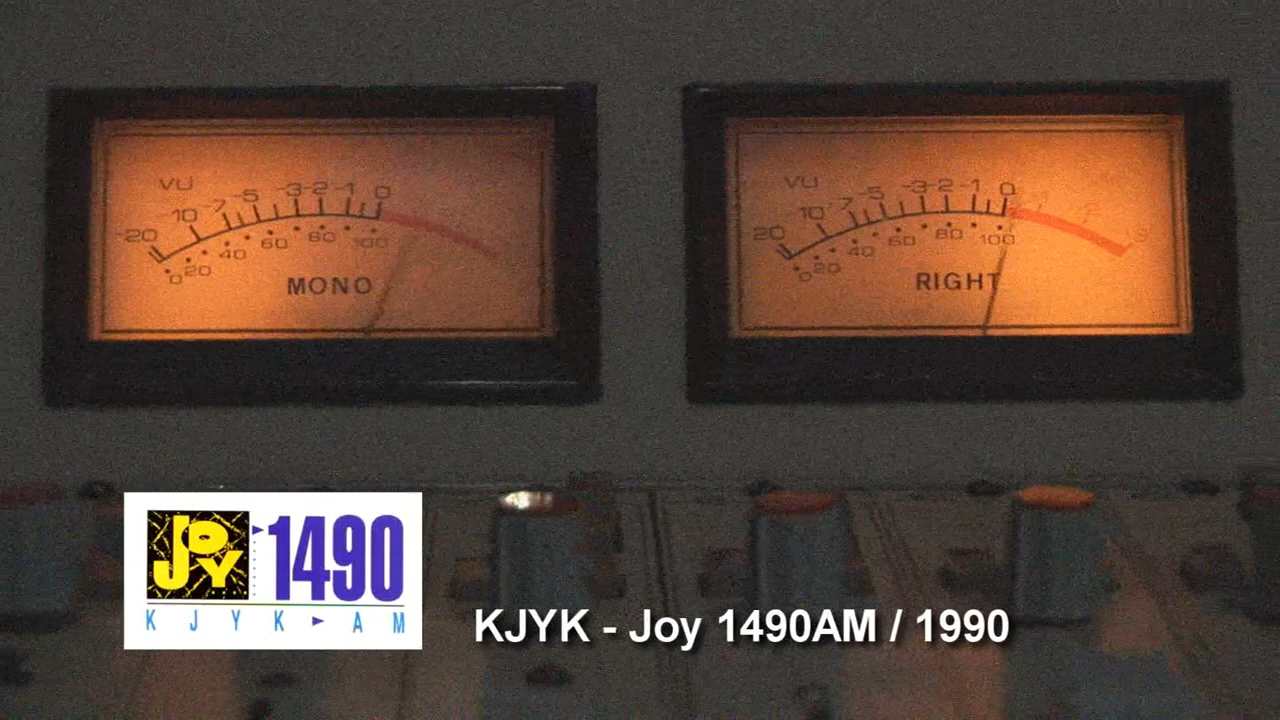 VU
-20 10 -7 -5 -3 -2 -1 0
0 20 40 60 80 100
MONO
VU
20 10 -7 -5 -3 -2 -1 0
0 20 40 60 80 100
RIGHT
JOY 1490
KJYK AM
KJYK - Joy 1490AM / 1990